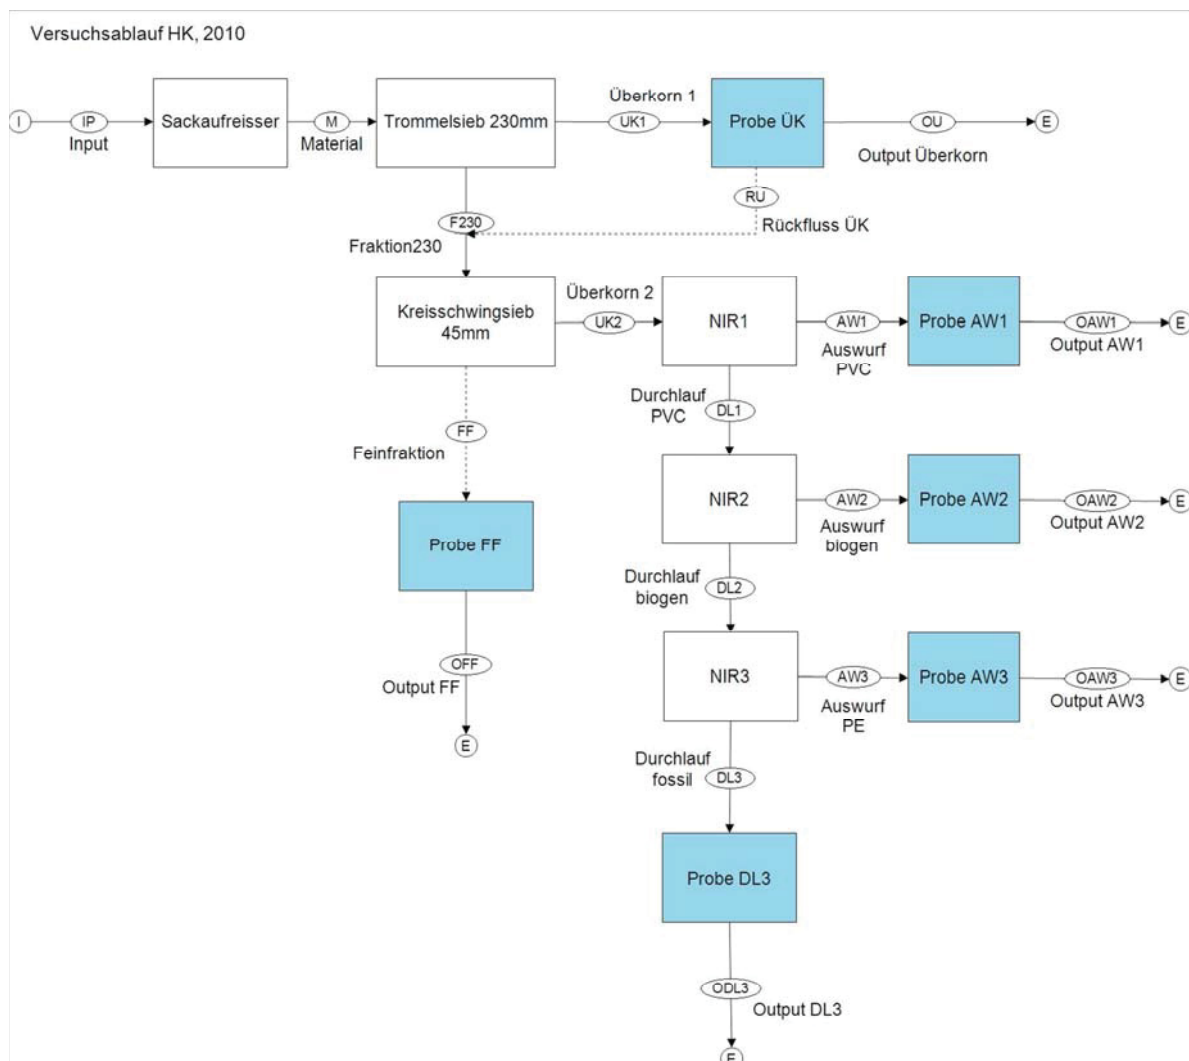 Versuchsablauf HK, 2010
I
IP
Input
Sackaufreisser
M
Material
Trommelsieb 230mm
Überkorn 1
UK1
Probe ÜK
OU
Output Überkorn
E
RU
Rückfluss ÜK
F230
Fraktion230
Kreisschwingsieb
45mm
Überkorn 2
UK2
NIR1
AW1
Auswurf
PVC
Probe AW1
OAW1
Output AW1
E
Durchlauf
PVC
DL1
FF
Feinfraktion
NIR2
AW2
Auswurf
biogen
Probe AW2
OAW2
Output AW2
E
Probe FF
Durchlauf
biogen
DL2
OFF
Output FF
E
NIR3
AW3
Auswurf
PE
Probe AW3
OAW3
Output AW3
E
Durchlauf
fossil
DL3
Probe DL3
ODL3
Output DL3
E